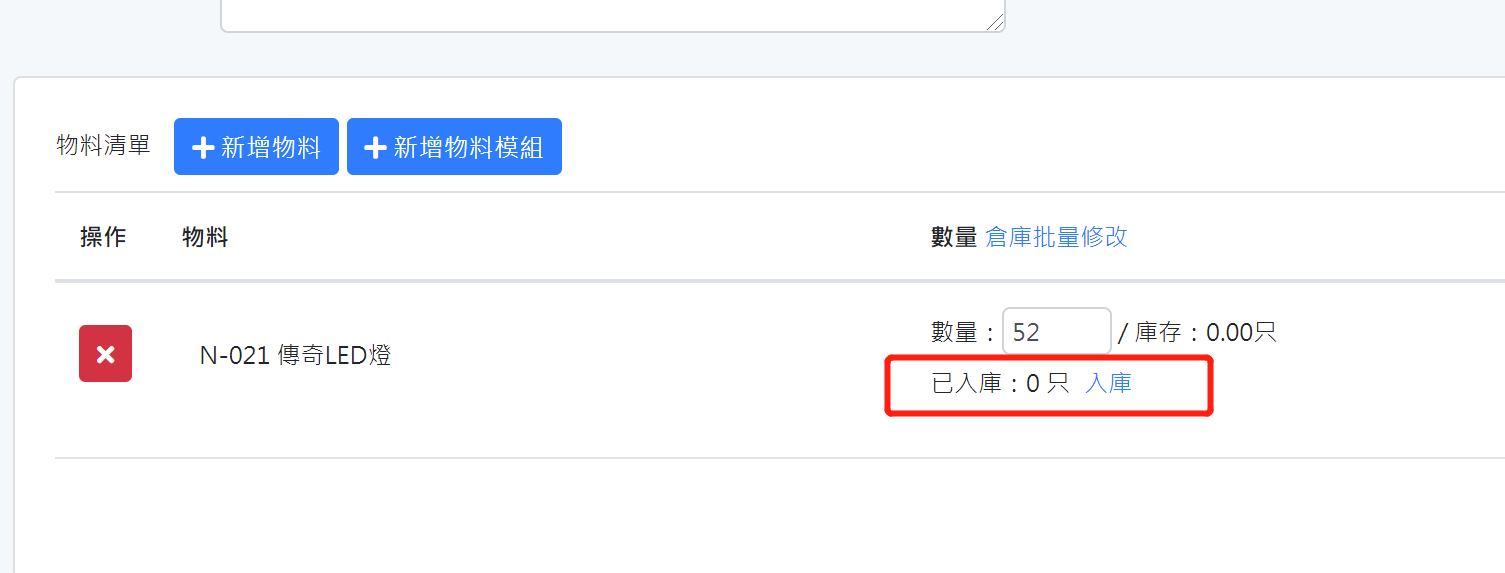 物料清單 新增物料 新增物料模組
操作 物料 數量 倉庫批量修改
數量：52 / 庫存：0.00只
N-021 傳奇LED燈
已入庫：0 只 入庫